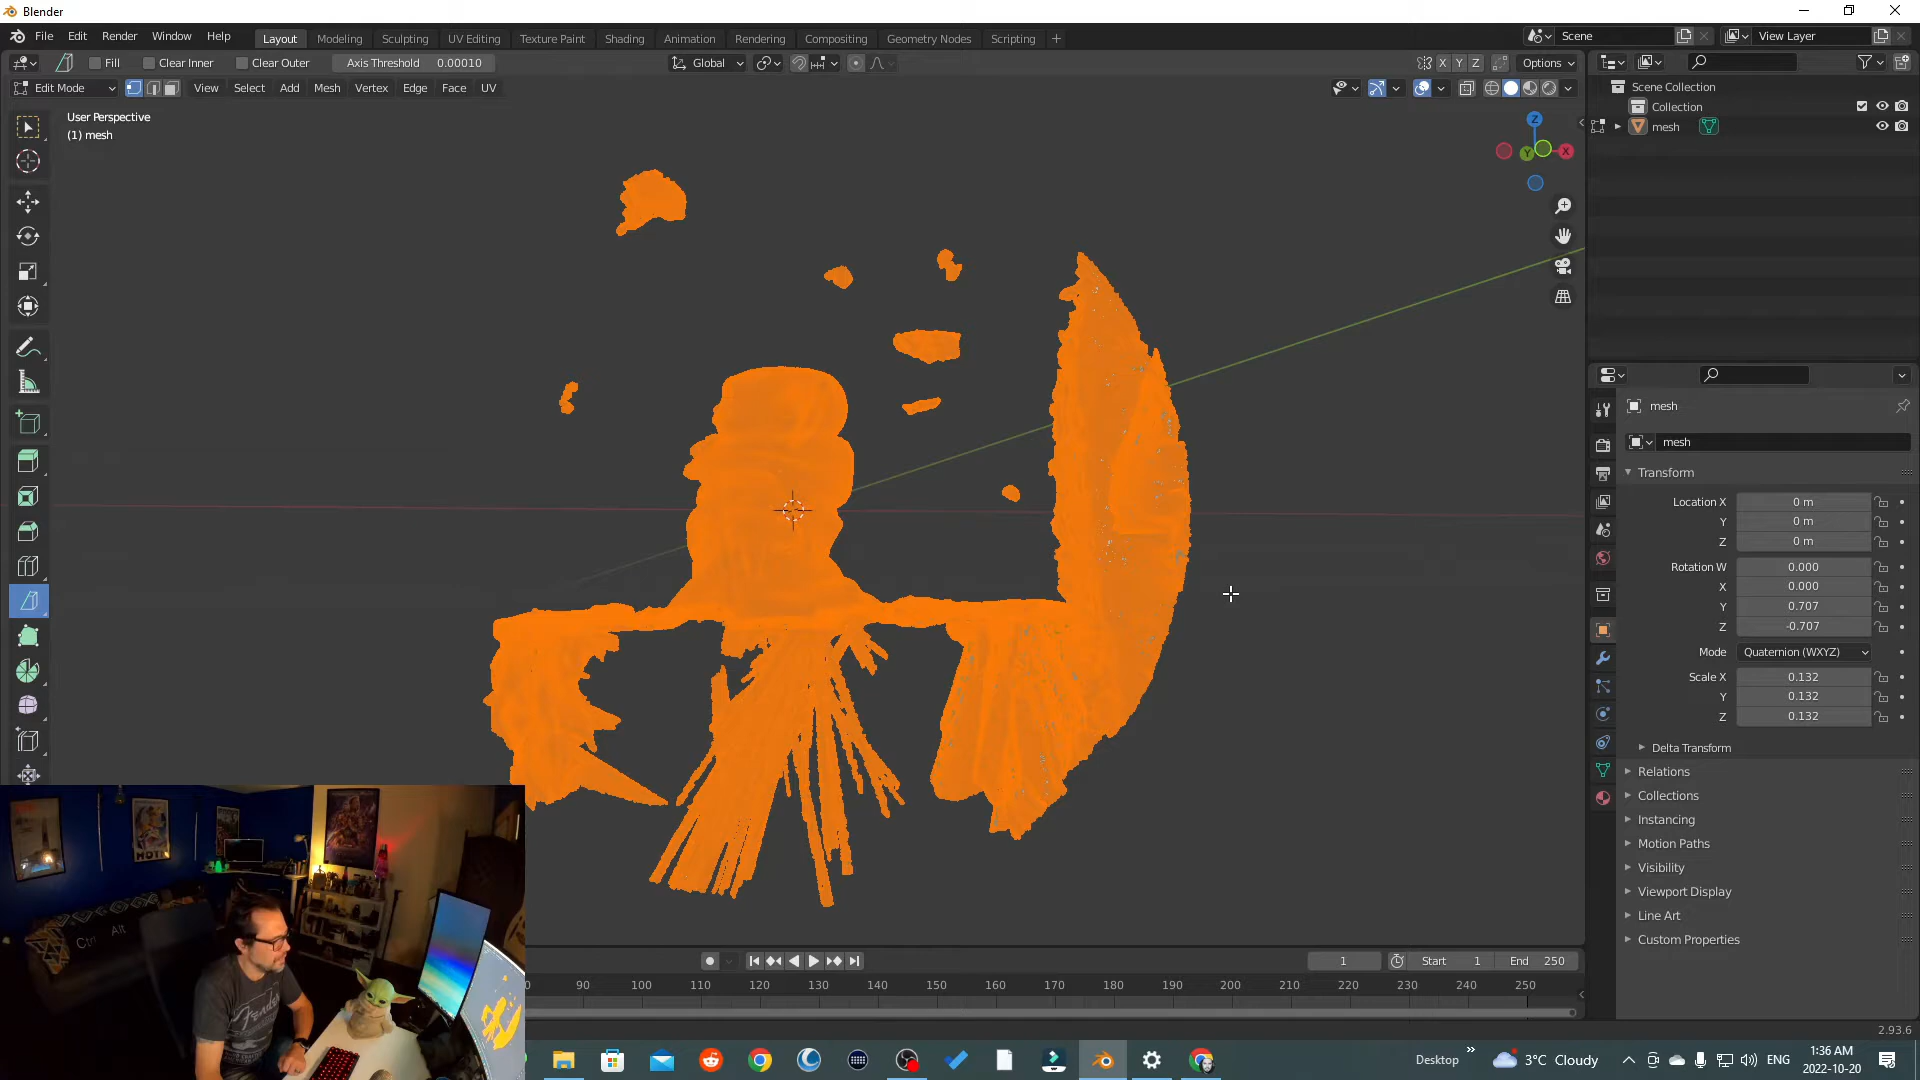 Blender
File Edit Render Window Help
Layout Modeling Sculpting UV Editing Texture Paint Shading Animation Rendering Compositing Geometry Nodes Scripting +
Scene
View Layer
Fill Clear Inner Clear Outer Axis Threshold 0.00010
Global
X Y Z Options
Edit Mode View Select Add Mesh Vertex Edge Face UV
User Perspective
(1) mesh
Scene Collection
Collection
mesh
Z
Y
X
mesh
mesh
Transform
Location X 0 m
Y 0 m
Z 0 m
Rotation W 0.000
X 0.000
Y 0.707
Z -0.707
Mode Quaternion (WXYZ)
Scale X 0.132
Y 0.132
Z 0.132
Delta Transform
Relations
Collections
Instancing
Motion Paths
Visibility
Viewport Display
Line Art
Custom Properties
Ctrl Alt
Fender
1 Start 1 End 250
90 100 110 120 130 140 150 160 170 180 190 200 210 220 230 240 250
2.93.6
Desktop
3°C Cloudy
ENG
1:36 AM
2022-10-20